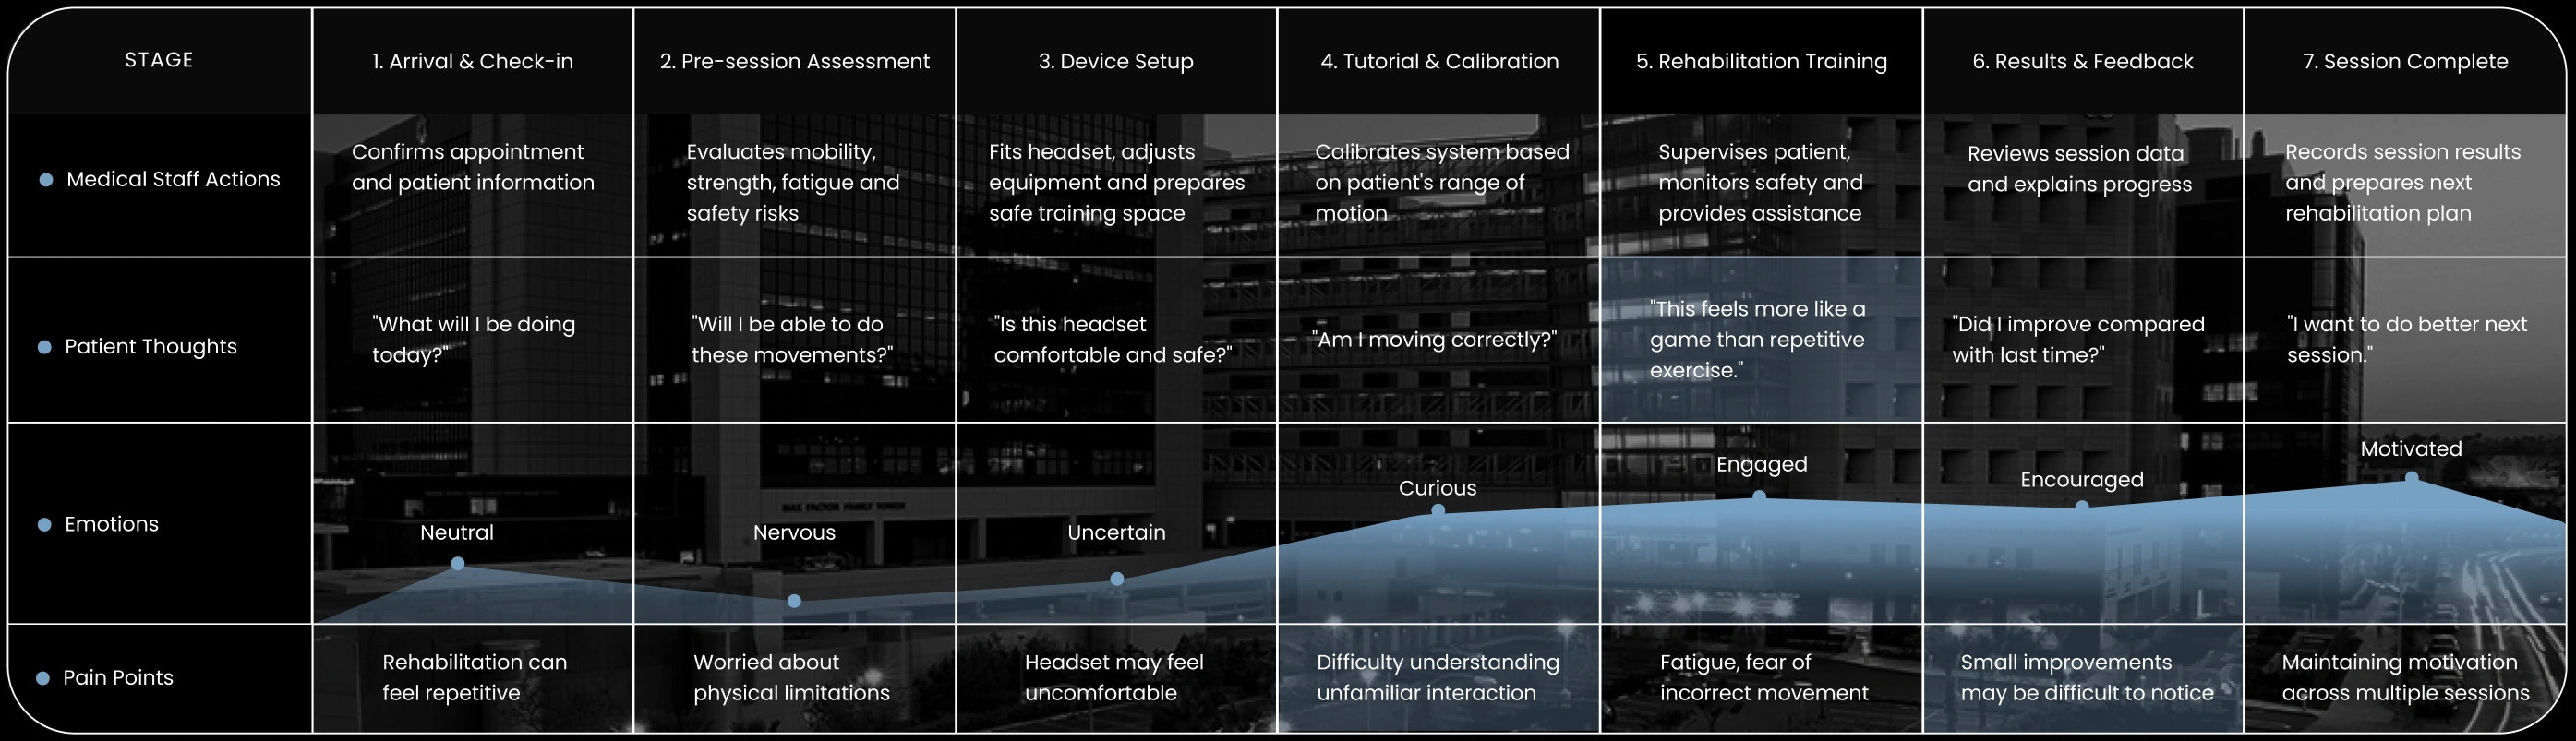 STAGE
1. Arrival & Check-in
2. Pre-session Assessment
3. Device Setup
4. Tutorial & Calibration
5. Rehabilitation Training
6. Results & Feedback
7. Session Complete
Medical Staff Actions
Confirms appointment
and patient information
Evaluates mobility,
strength, fatigue and
safety risks
Fits headset, adjusts
equipment and prepares
safe training space
Calibrates system based
on patient's range of
motion
Supervises patient,
monitors safety and
provides assistance
Reviews session data
and explains progress
Records session results
and prepares next
rehabilitation plan
Patient Thoughts
"What will I be doing
today?"
"Will I be able to do
these movements?"
"Is this headset
comfortable and safe?"
"Am I moving correctly?"
"This feels more like a
game than repetitive
exercise."
"Did I improve compared
with last time?"
"I want to do better next
session."
Emotions
Neutral
Nervous
Uncertain
Curious
Engaged
Encouraged
Motivated
MAX FACTOR FAMILY TOWER
Pain Points
Rehabilitation can
feel repetitive
Worried about
physical limitations
Headset may feel
uncomfortable
Difficulty understanding
unfamiliar interaction
Fatigue, fear of
incorrect movement
Small improvements
may be difficult to notice
Maintaining motivation
across multiple sessions